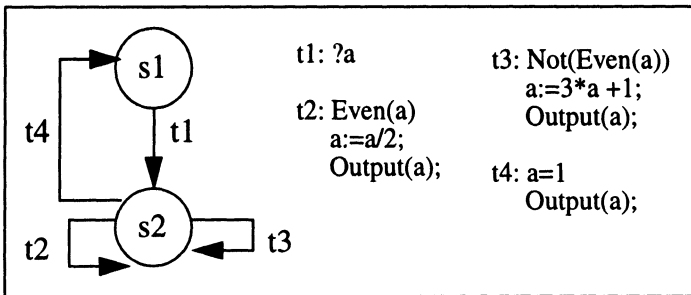 s1
t4
t1
s2
t2
t3
t1: ?a
t2: Even(a)
a:=a/2;
Output(a);
t3: Not(Even(a))
a:=3*a +1;
Output(a);
t4: a=1
Output(a);